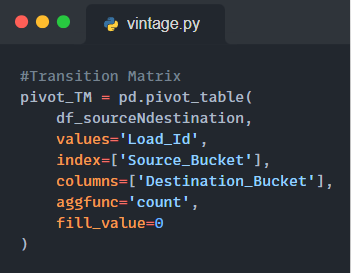 vintage.py
#Transition Matrix
pivot_TM = pd.pivot_table(
    df_sourceNdestination,
    values='Load_Id',
    index=['Source_Bucket'],
    columns=['Destination_Bucket'],
    aggfunc='count',
    fill_value=0
)